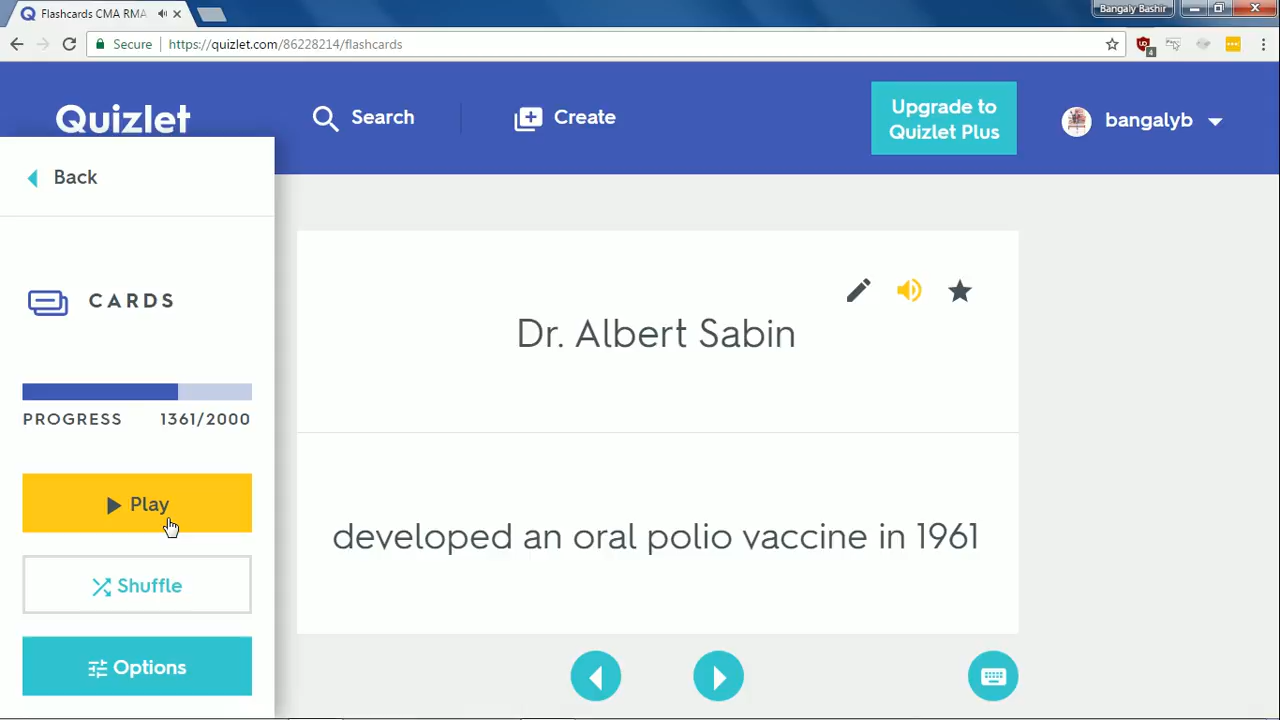 Flashcards CMA RMA
Bangaly Bashir
Secure
https://quizlet.com/86228214/flashcards
4
Quizlet
Search
Create
Upgrade to
Quizlet Plus
bangalyb
Back
CARDS
PROGRESS 1361/2000
Play
Shuffle
Options
Dr. Albert Sabin
developed an oral polio vaccine in 1961